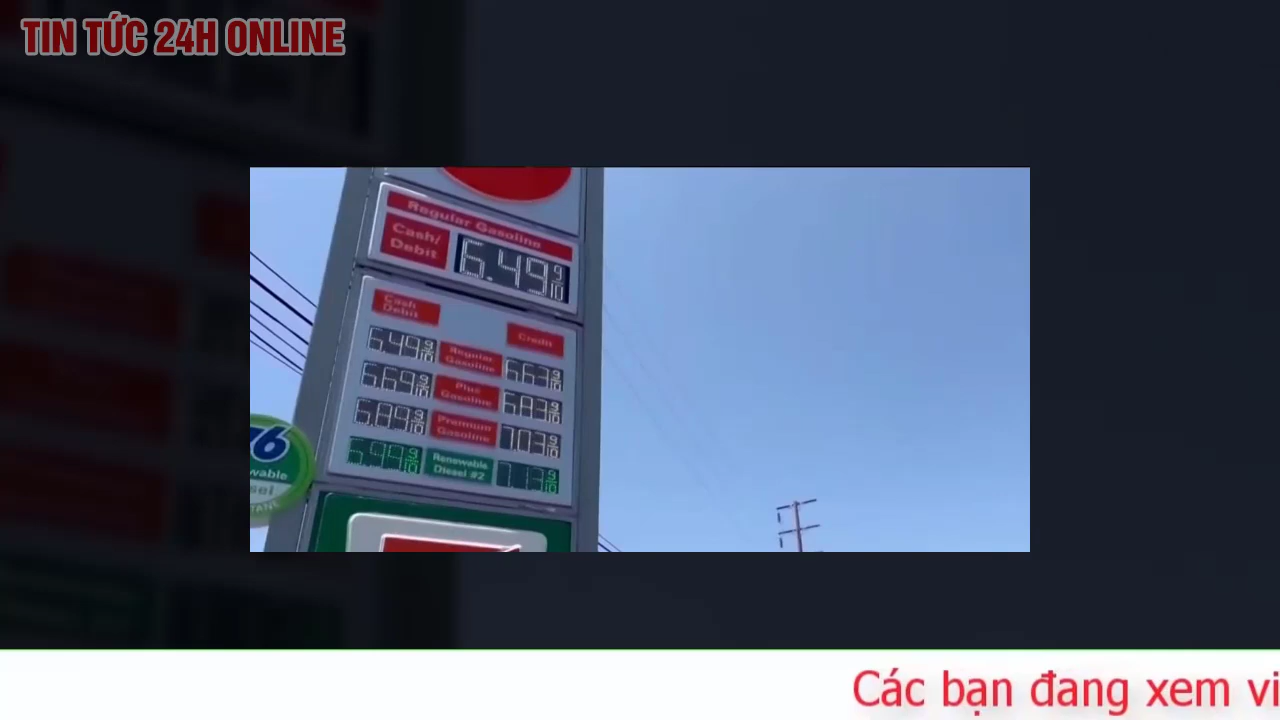 TIN TỨC 24H ONLINE
Regular Gasoline
Cash/
Debit
6.49 9/10
Cash
Debit
Credit
6.49 9/10
Regular
Gasoline
6.63 9/10
6.69 9/10
Plus
Gasoline
6.83 9/10
6.89 9/10
Premium
Gasoline
7.03 9/10
Renewable
Diesel #2
76
Các bạn đang xem vi